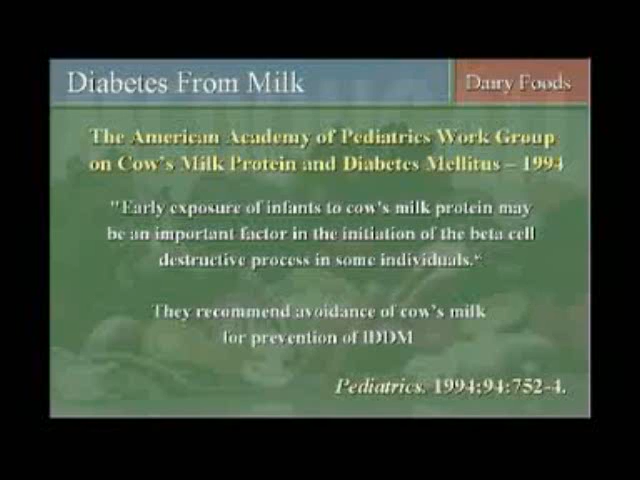 Diabetes From Milk
Dairy Foods
The American Academy of Pediatrics Work Group
on Cow's Milk Protein and Diabetes Mellitus – 1994
"Early exposure of infants to cow's milk protein may
be an important factor in the initiation of the beta cell
destructive process in some individuals."
They recommend avoidance of cow's milk
for prevention of IDDM
Pediatrics. 1994;94:752-4.